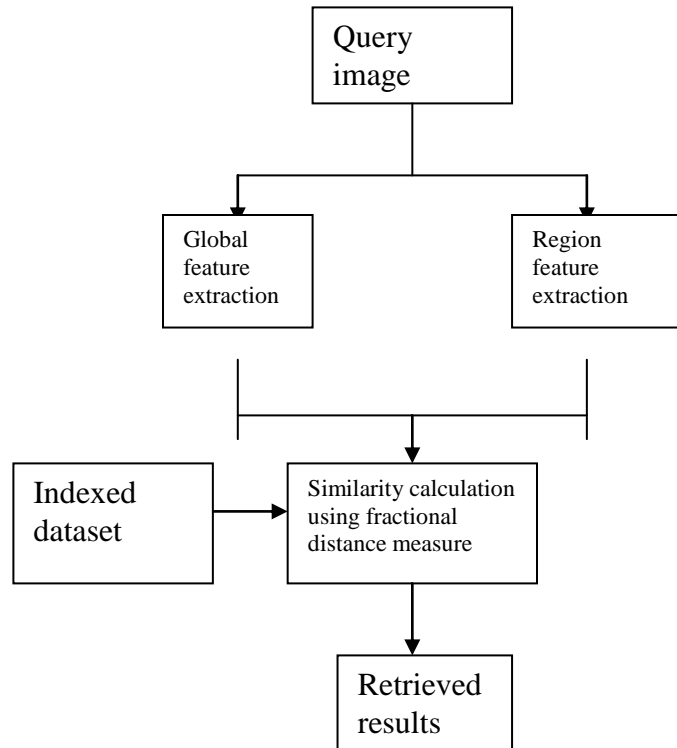 Query
image
Global
feature
extraction
Region
feature
extraction
Indexed
dataset
Similarity calculation
using fractional
distance measure
Retrieved
results